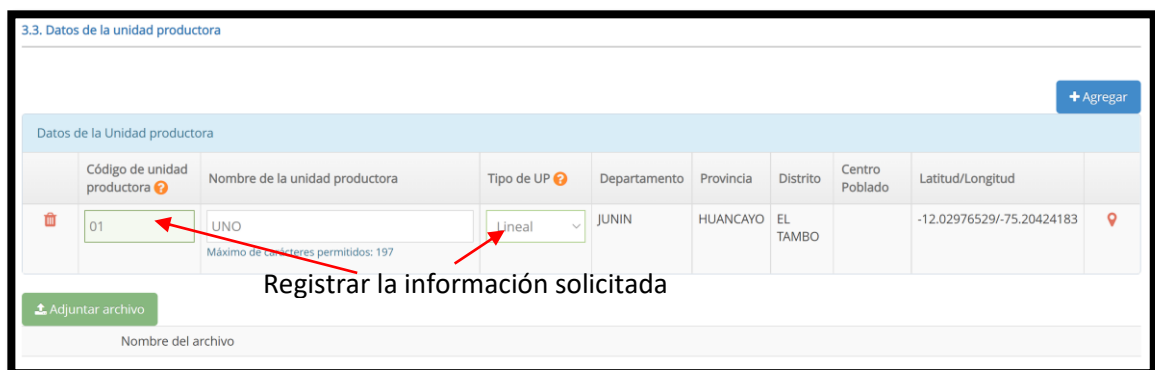 3.3. Datos de la unidad productora
+ Agregar
Datos de la Unidad productora
Código de unidad productora ?
Nombre de la unidad productora
Tipo de UP ?
Departamento
Provincia
Distrito
Centro Poblado
Latitud/Longitud
01
UNO
Máximo de carácteres permitidos: 197
Lineal
JUNIN
HUANCAYO
EL TAMBO
-12.02976529/-75.20424183
Registrar la información solicitada
Adjuntar archivo
Nombre del archivo